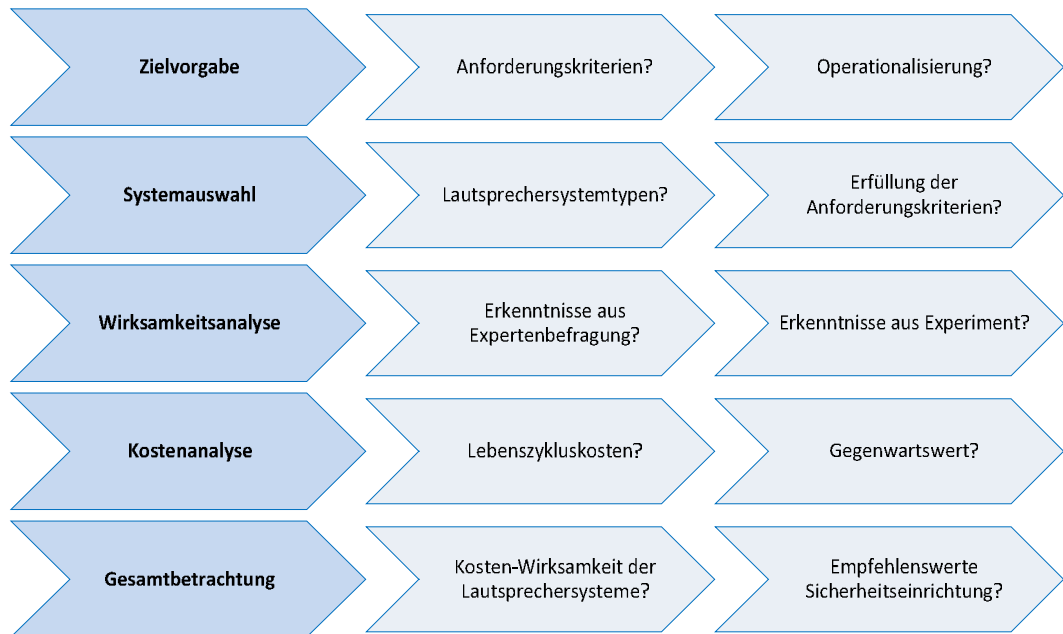 Zielvorgabe
Anforderungskriterien?
Operationalisierung?
Systemauswahl
Lautsprechersystemtypen?
Erfüllung der
Anforderungskriterien?
Wirksamkeitsanalyse
Erkenntnisse aus
Expertenbefragung?
Erkenntnisse aus Experiment?
Kostenanalyse
Lebenszykluskosten?
Gegenwartswert?
Gesamtbetrachtung
Kosten-Wirksamkeit der
Lautsprechersysteme?
Empfehlenswerte
Sicherheitseinrichtung?